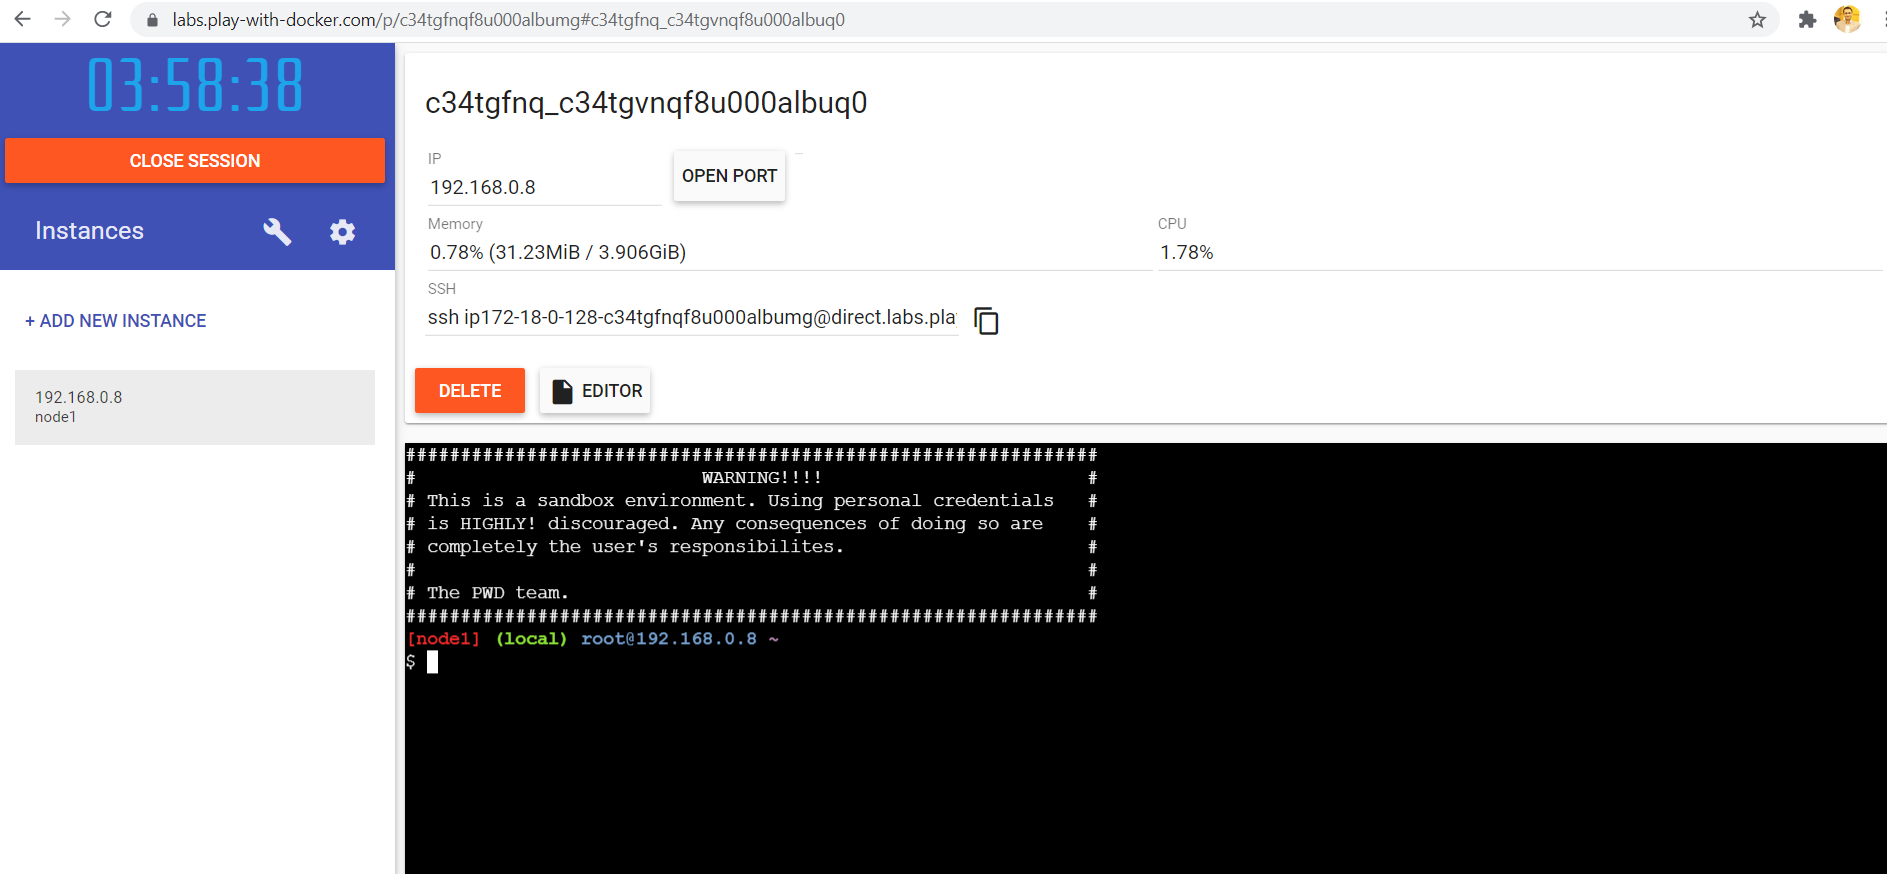 labs.play-with-docker.com/p/c34tgfnqf8u000albumg#c34tgfnq_c34tgvnqf8u000albuq0
03:58:38
CLOSE SESSION
Instances
+ ADD NEW INSTANCE
192.168.0.8
node1
c34tgfnq_c34tgvnqf8u000albuq0
IP
192.168.0.8
OPEN PORT
Memory
0.78% (31.23MiB / 3.906GiB)
CPU
1.78%
SSH
ssh ip172-18-0-128-c34tgfnqf8u000albumg@direct.labs.pla
DELETE
EDITOR
###############################################################
#                          WARNING!!!!                        #
# This is a sandbox environment. Using personal credentials   #
# is HIGHLY! discouraged. Any consequences of doing so are    #
# completely the user's responsibilites.                      #
#                                                             #
# The PWD team.                                               #
###############################################################
[node1] (local) root@192.168.0.8 ~
$